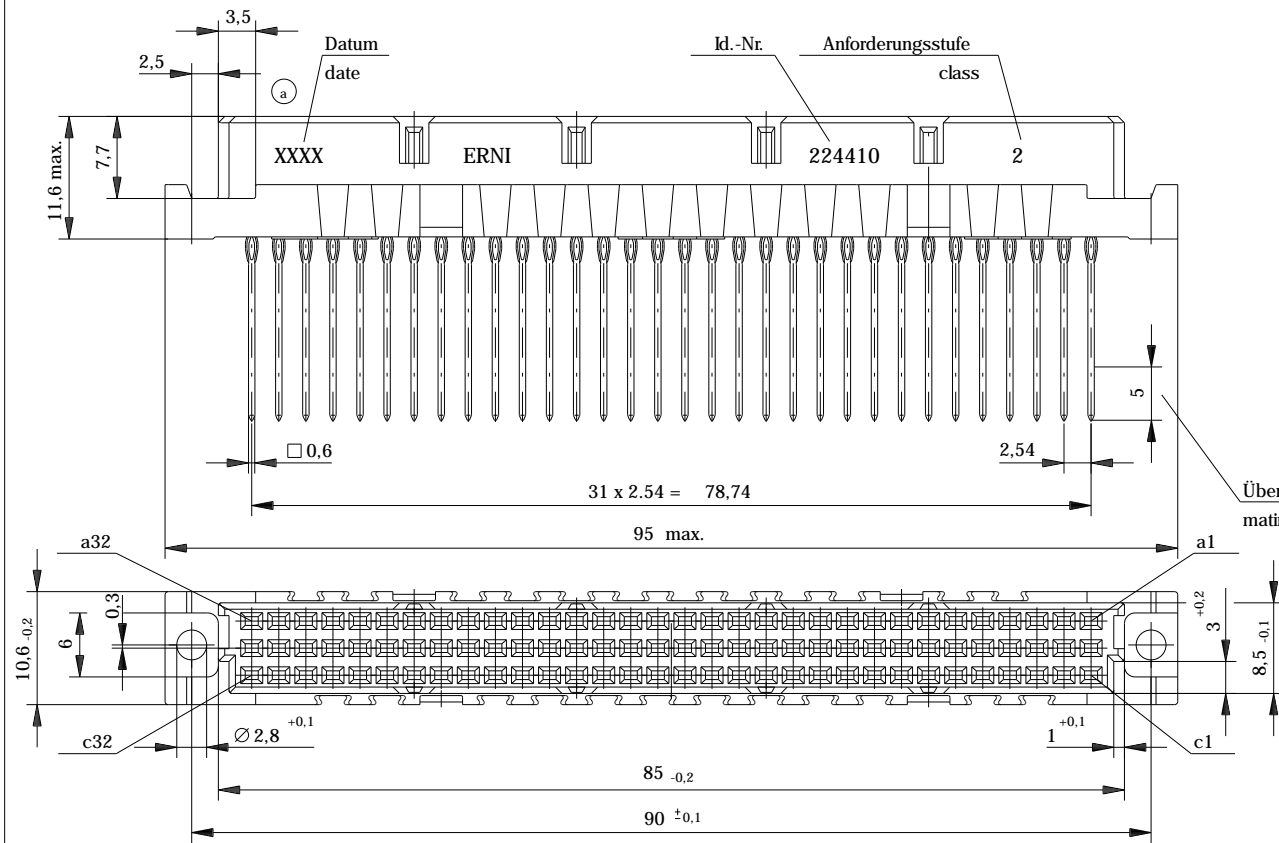 3,5
Datum
date
Id.-Nr.
Anforderungsstufe
class
2,5
a
11,6 max.
7,7
XXXX
ERNI
224410
2
5
□ 0,6
2,54
31 x 2.54 = 78,74
95 max.
a32
a1
10,6 -0,2
6
0,3
3 +0,2
8,5 -0,1
c32
Ø 2,8 +0,1
1 +0,1
c1
85 -0,2
90 ±0,1